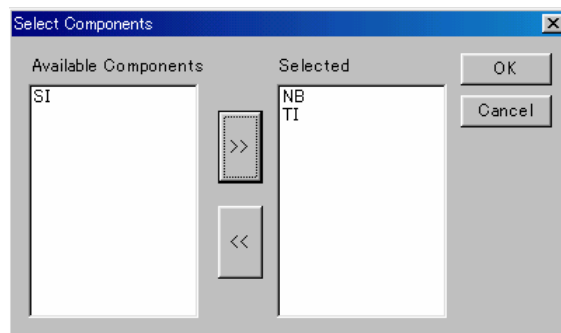 Select Components
Available Components
Selected
OK
SI
NB
TI
Cancel
>>
<<